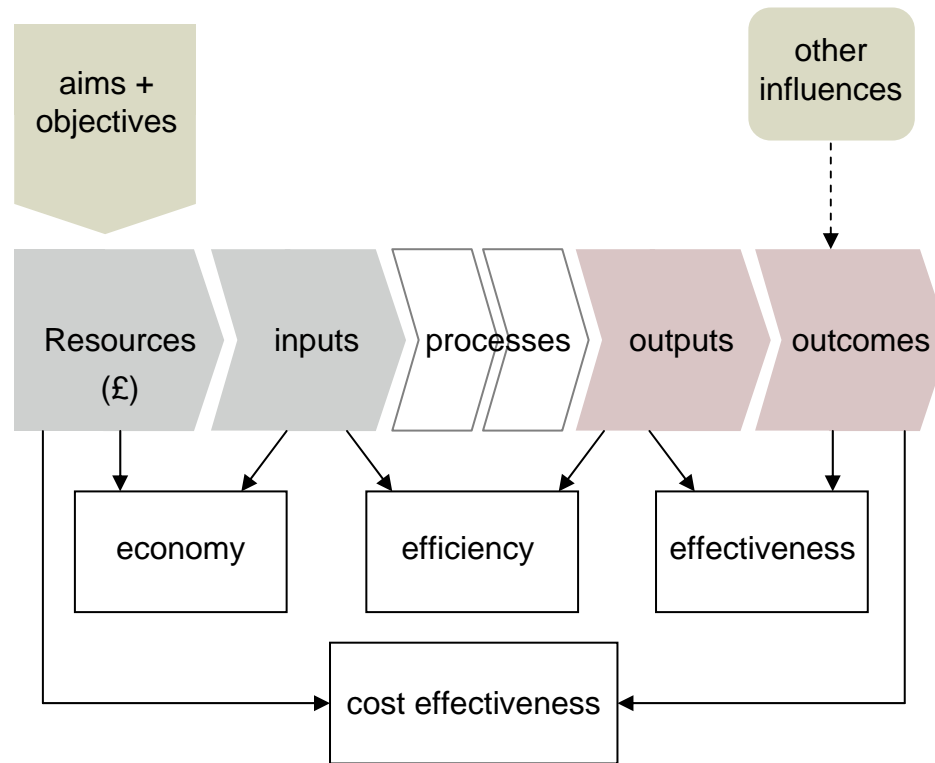 aims +
objectives
other
influences
Resources
(£)
inputs
processes
outputs
outcomes
economy
efficiency
effectiveness
cost effectiveness